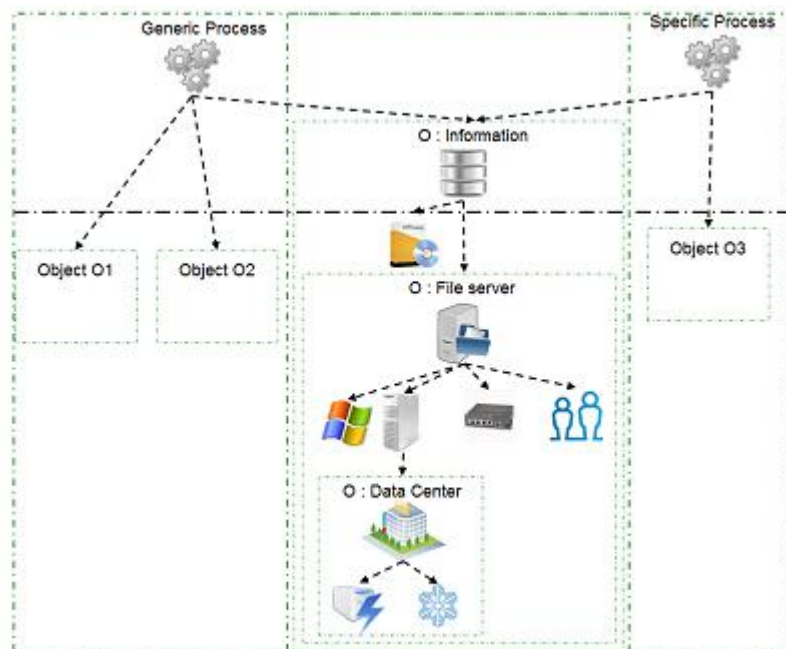 Generic Process
Specific Process
O : Information
Object O1
Object O2
Object O3
O : File server
O : Data Center